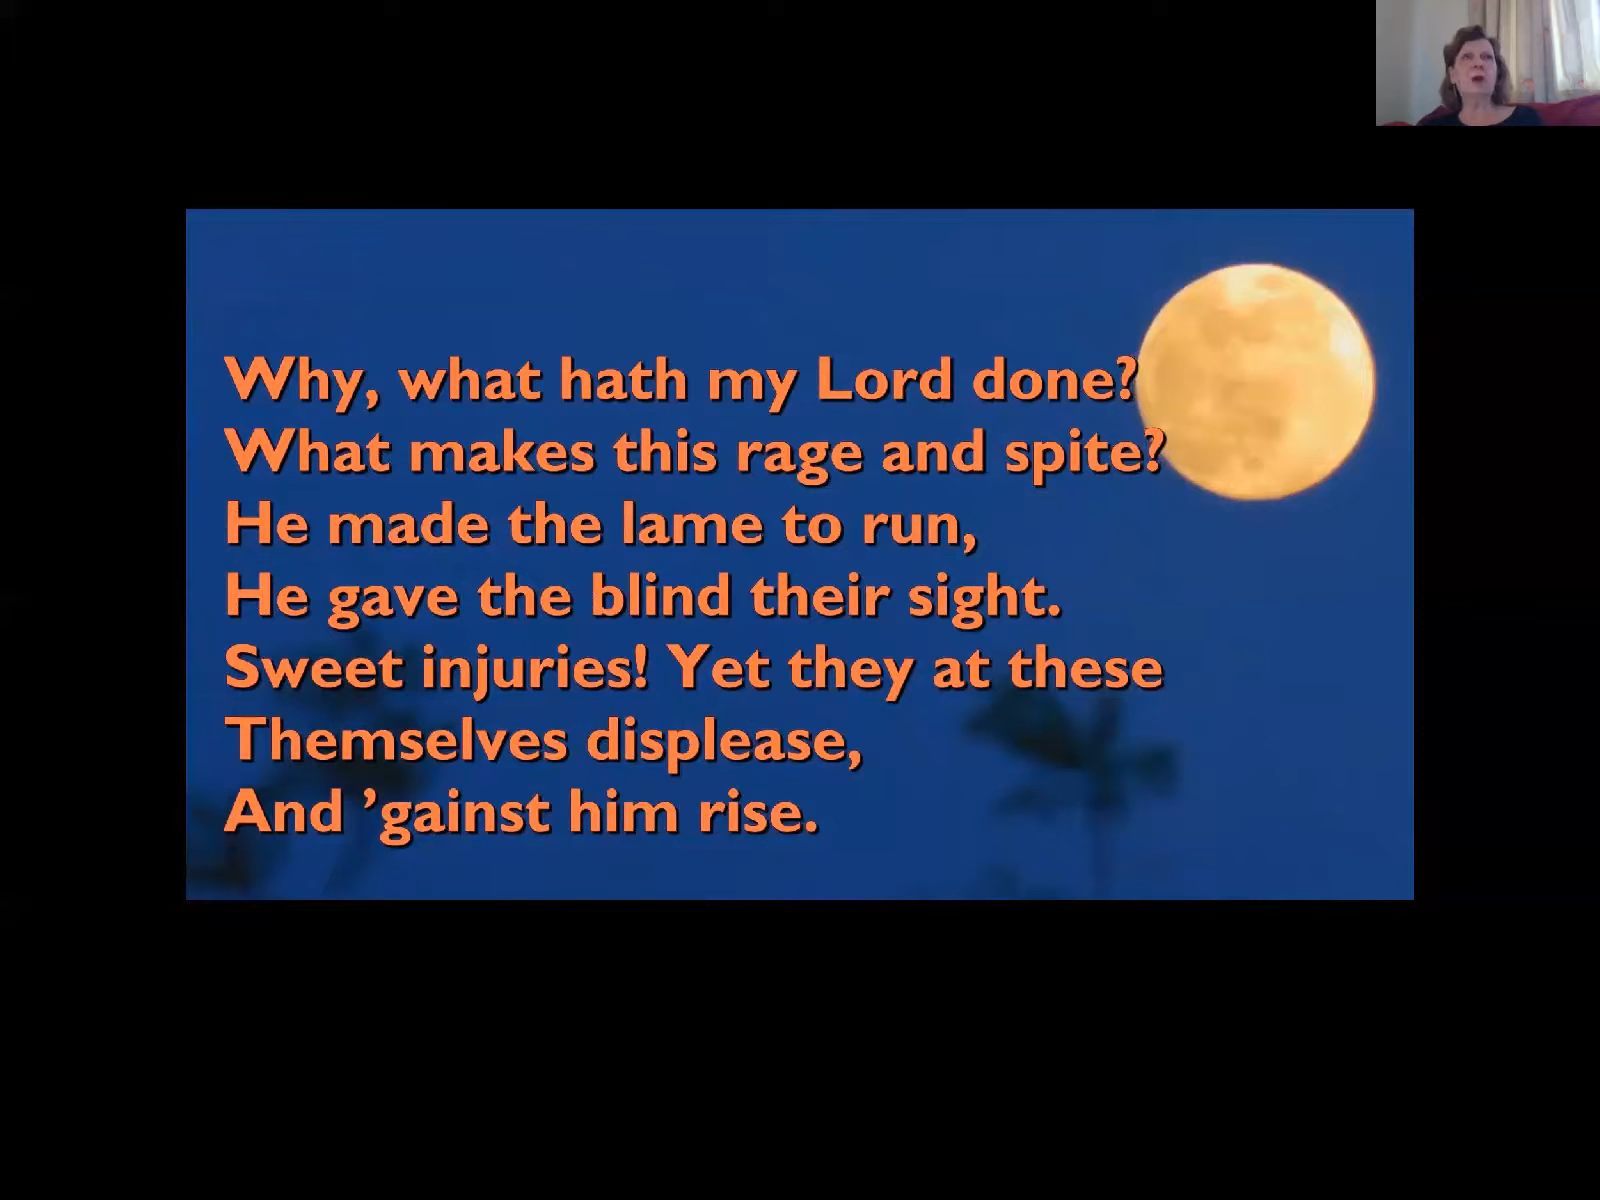 Why, what hath my Lord done?
What makes this rage and spite?
He made the lame to run,
He gave the blind their sight.
Sweet injuries! Yet they at these
Themselves displease,
And ’gainst him rise.